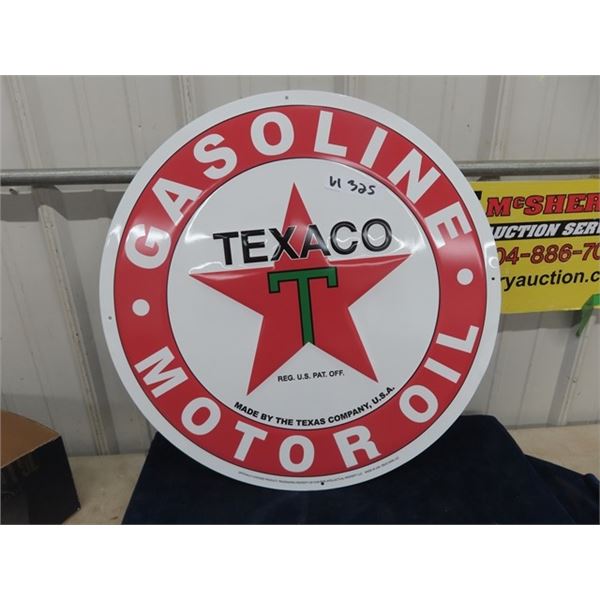 GASOLINE
VI 325
TEXACO
T
REG. U.S. PAT. OFF.
MADE BY THE TEXAS COMPANY, U.S.A.
• MOTOR OIL •
McSHER
UCTION SER
04-886-70
ryauction.c